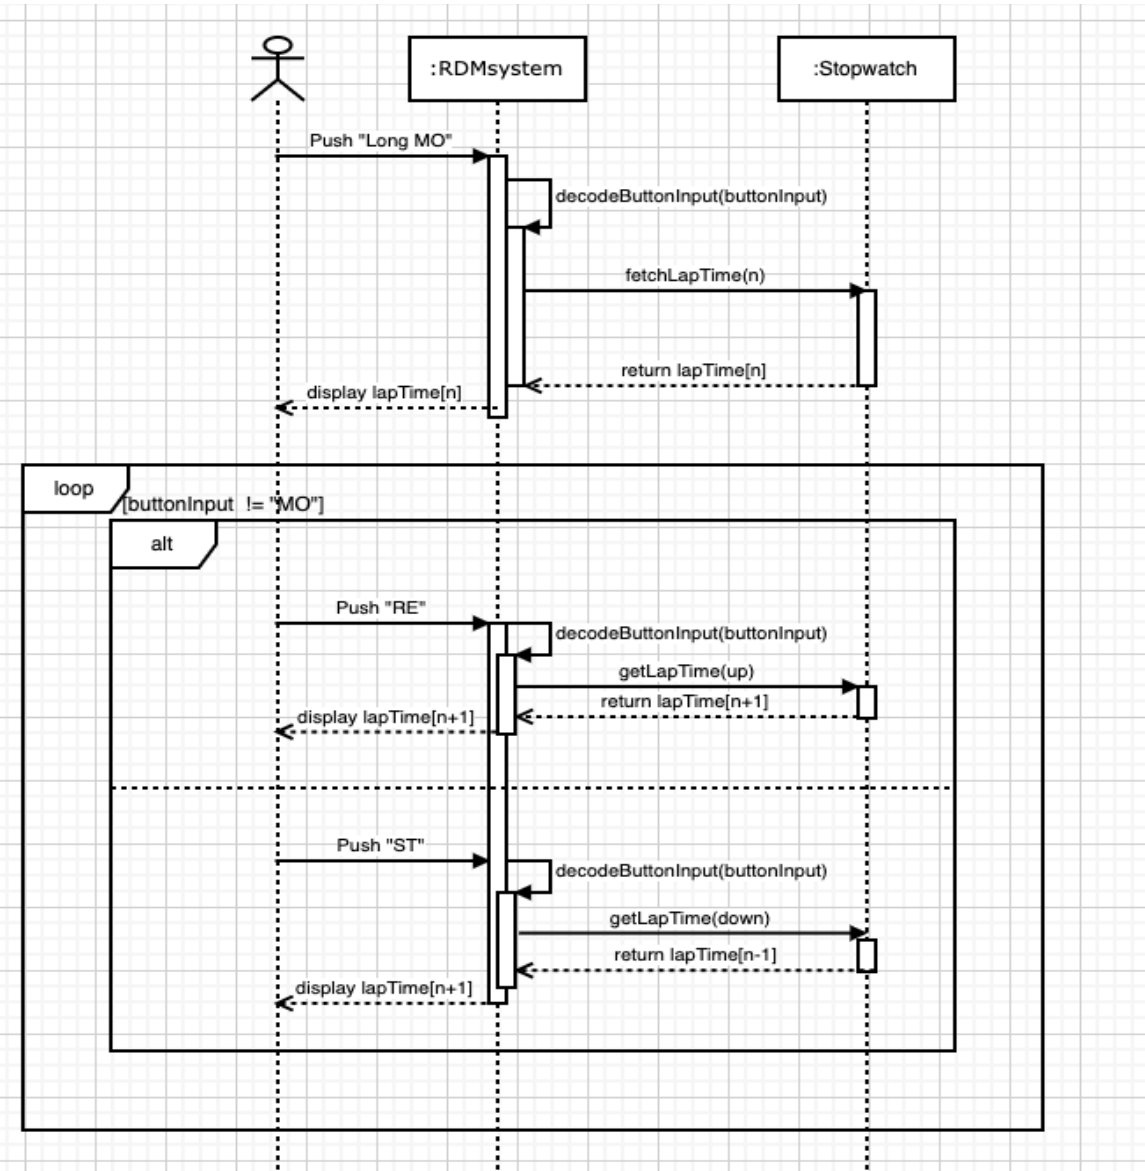 :RDMsystem
:Stopwatch
Push "Long MO"
decodeButtonInput(buttonInput)
fetchLapTime(n)
return lapTime[n]
display lapTime[n]
loop
[buttonInput != "MO"]
alt
Push "RE"
decodeButtonInput(buttonInput)
getLapTime(up)
return lapTime[n+1]
display lapTime[n+1]
Push "ST"
decodeButtonInput(buttonInput)
getLapTime(down)
return lapTime[n-1]
display lapTime[n+1]